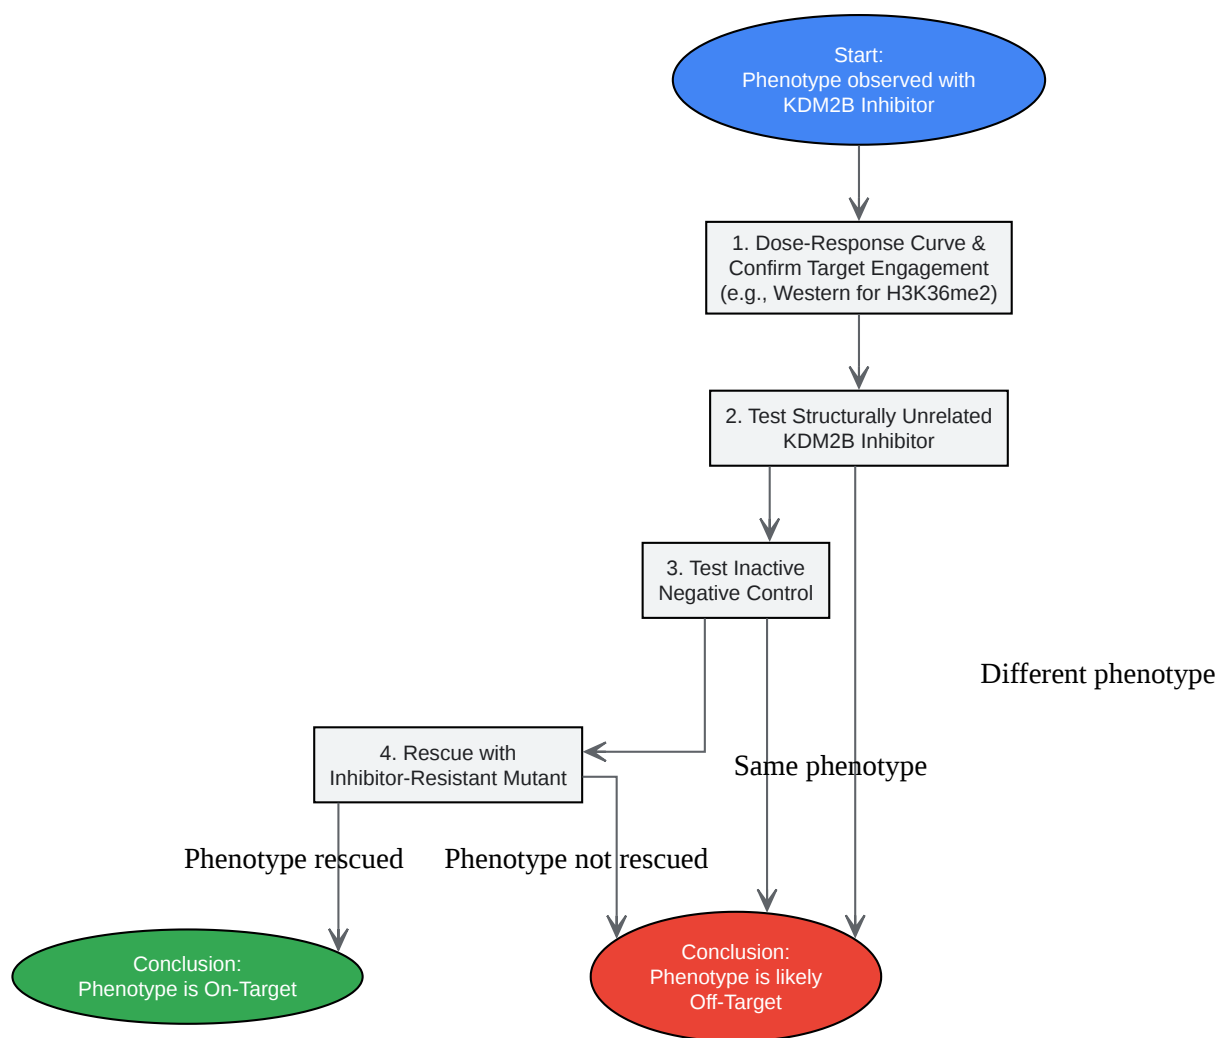 Start:
Phenotype observed with
KDM2B Inhibitor
1. Dose-Response Curve &
Confirm Target Engagement
(e.g., Western for H3K36me2)
2. Test Structurally Unrelated
KDM2B Inhibitor
3. Test Inactive
Negative Control
Different phenotype
4. Rescue with
Inhibitor-Resistant Mutant
Same phenotype
Phenotype rescued
Phenotype not rescued
Conclusion:
Phenotype is On-Target
Conclusion:
Phenotype is likely
Off-Target